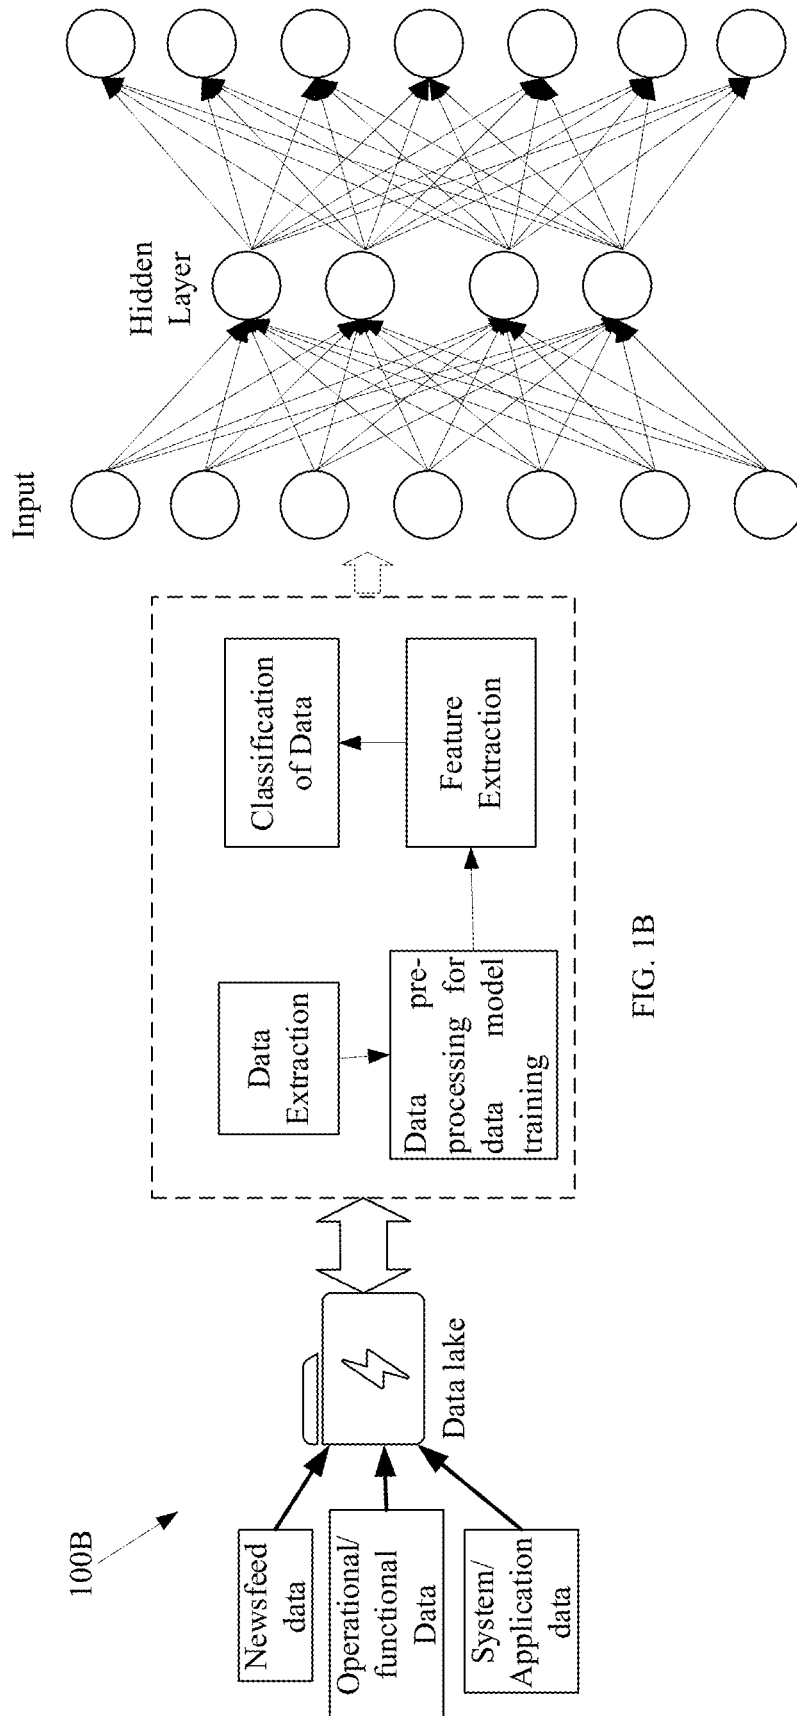 100B
Newsfeed
data
Operational/
functional
Data
System/
Application
data
Data lake
Data
Extraction
Data pre-
processing for
data model
training
Feature
Extraction
Classification
of Data
Input
Hidden
Layer
FIG. 1B